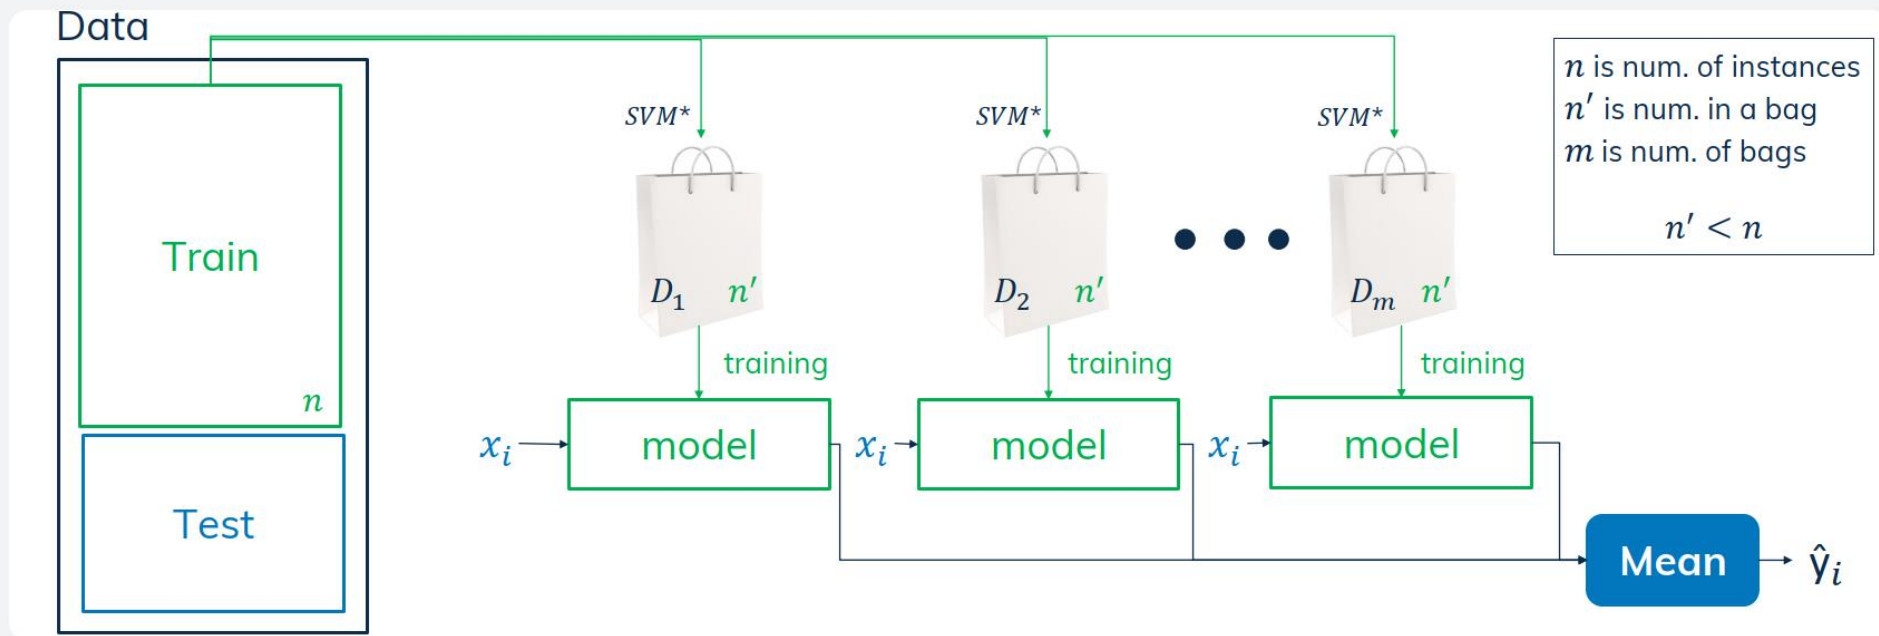 Data
Train
n
Test
SVM*
SVM*
SVM*
D₁ n′
D₂ n′
Dₘ n′
training
training
training
xᵢ
model
xᵢ
model
xᵢ
model
Mean
ŷᵢ
n is num. of instances
n′ is num. in a bag
m is num. of bags
n′ < n